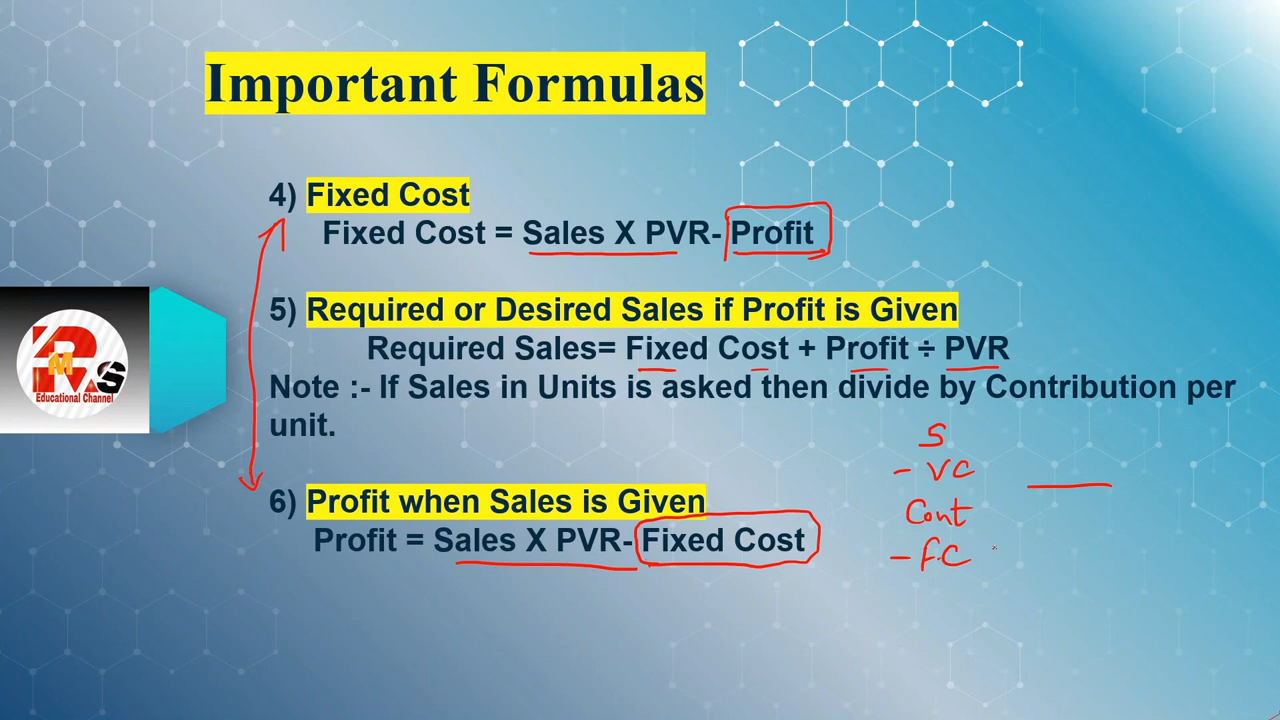 Important Formulas
4) Fixed Cost
Fixed Cost = Sales X PVR- Profit
5) Required or Desired Sales if Profit is Given
Required Sales= Fixed Cost + Profit ÷ PVR
Note :- If Sales in Units is asked then divide by Contribution per
unit.
6) Profit when Sales is Given
Profit = Sales X PVR- Fixed Cost
S
- VC
Cont
- FC
RMS
Educational Channel